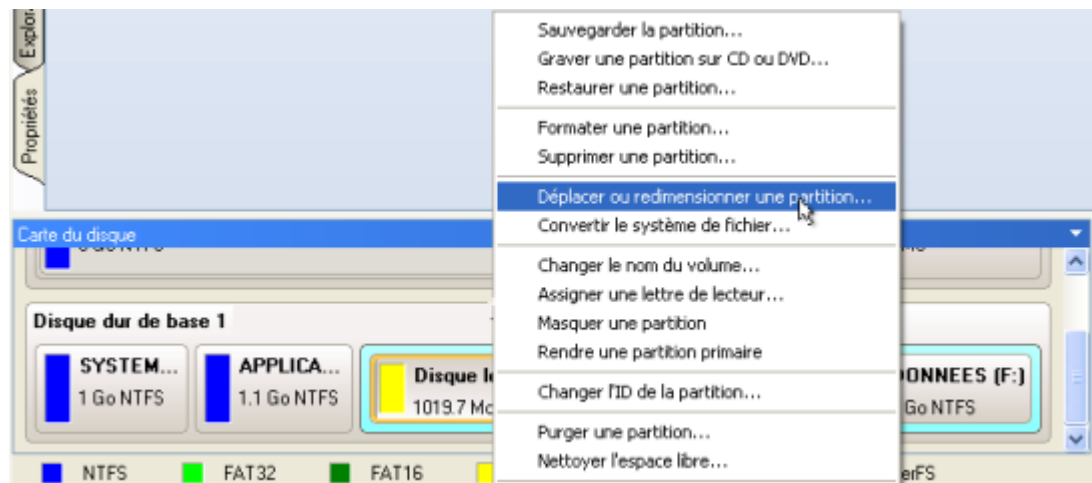 Explor
Propriétés
Sauvegarder la partition...
Graver une partition sur CD ou DVD...
Restaurer une partition...
Formater une partition...
Supprimer une partition...
Déplacer ou redimensionner une partition...
Convertir le système de fichier...
Changer le nom du volume...
Assigner une lettre de lecteur...
Masquer une partition
Rendre une partition primaire
Changer l'ID de la partition...
Purger une partition...
Nettoyer l'espace libre...
Carte du disque
Disque dur de base 1
SYSTEM...
1 Go NTFS
APPLICA...
1.1 Go NTFS
Disque lo
1019.7 Mo
DONNEES (F:)
Go NTFS
NTFS
FAT32
FAT16
erFS